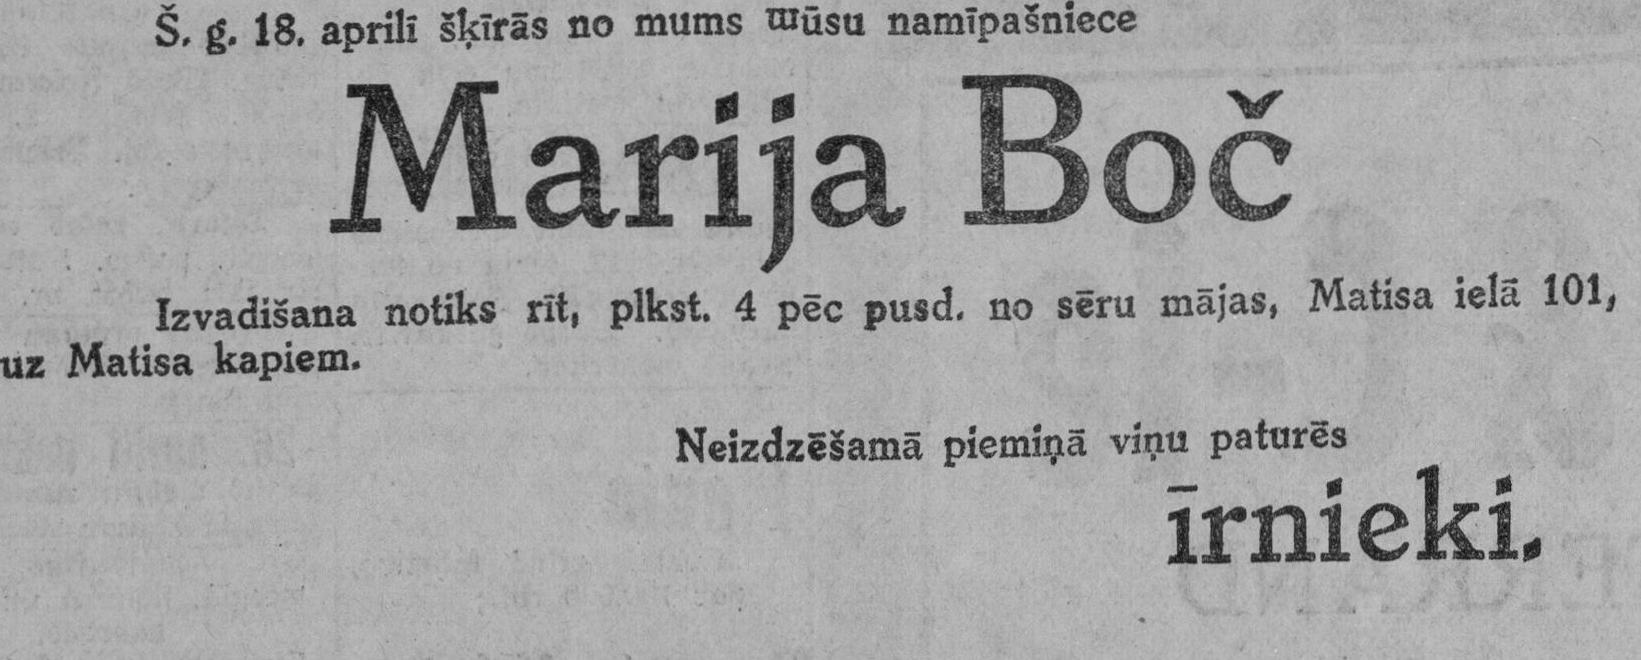 Š. g. 18. aprilī šķīrās no mums mūsu namīpašniece
Marija Boč
Izvadišana notiks rīt, plkst. 4 pēc pusd. no sēru mājas, Matisa ielā 101,
uz Matisa kapiem.
Neizdzēšamā piemiņā viņu paturēs
īrnieki.